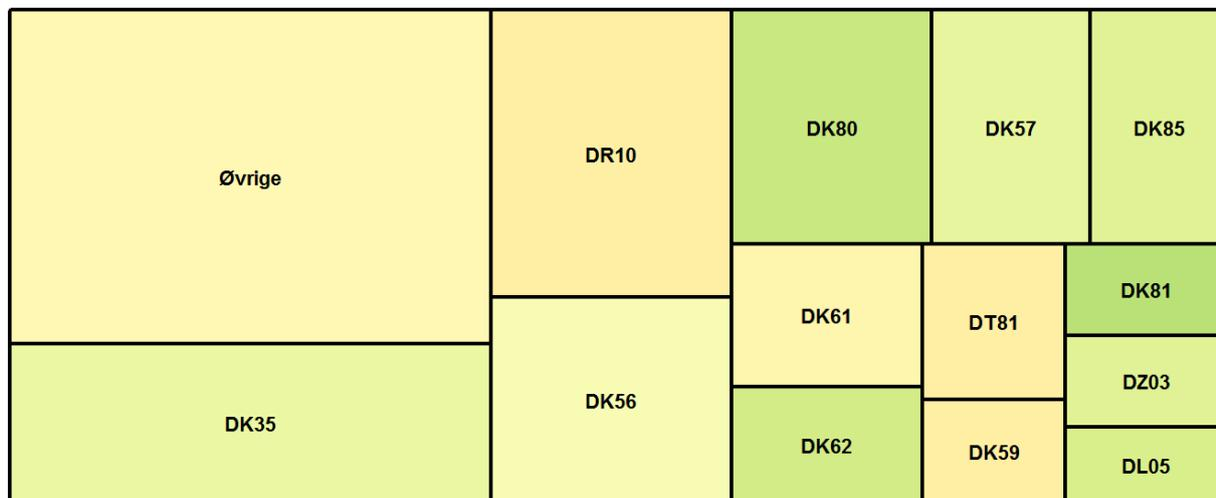 Øvrige
DK35
DR10
DK56
DK80
DK57
DK85
DK61
DK62
DT81
DK59
DK81
DZ03
DL05